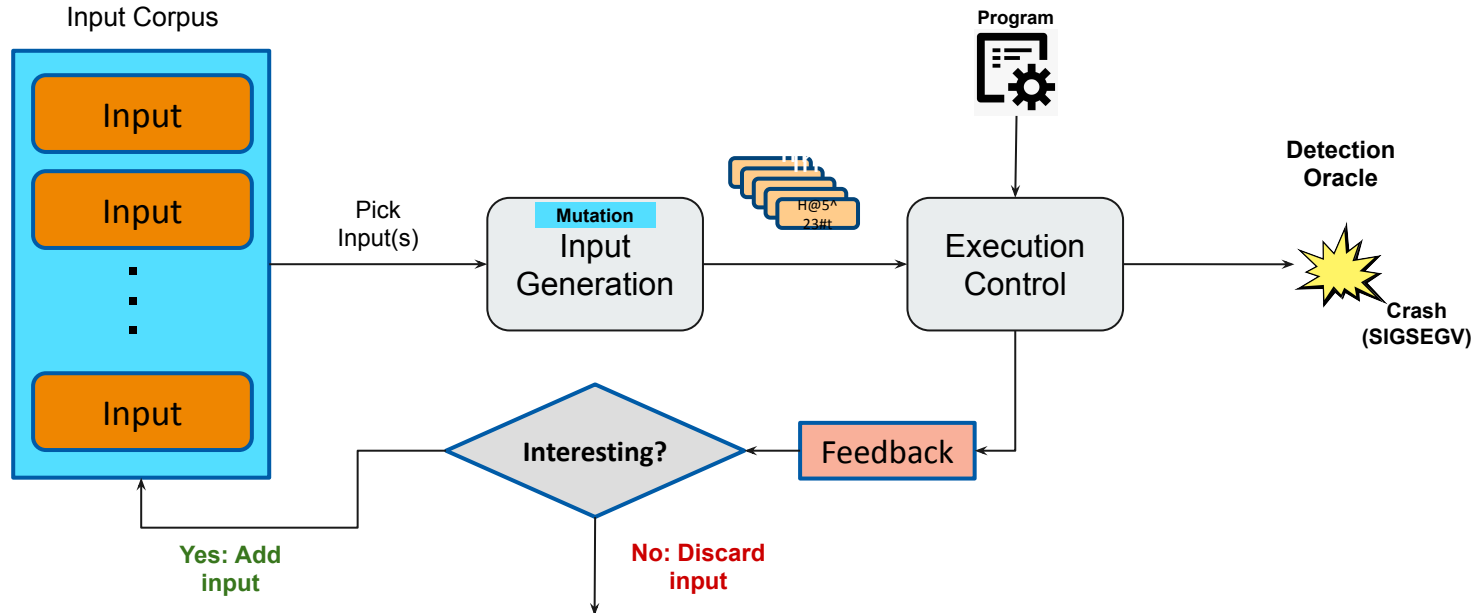 Input Corpus
Input
Input
Input
Pick
Input(s)
Mutation
Input
Generation
H@5^
23#t
Program
Execution
Control
Detection
Oracle
Crash
(SIGSEGV)
Feedback
Interesting?
Yes: Add
input
No: Discard
input